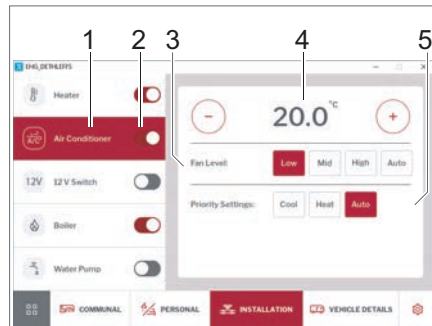 1 2 3 4 5
EHG_DETHLEFFS
Heater
20.0 °C
A/C° Air Conditioner
Fan Level: Low Mid High Auto
12V 12 V Switch
Priority Settings: Cool Heat Auto
Boiler
Water Pump
COMMUNAL PERSONAL INSTALLATION VEHICLE DETAILS